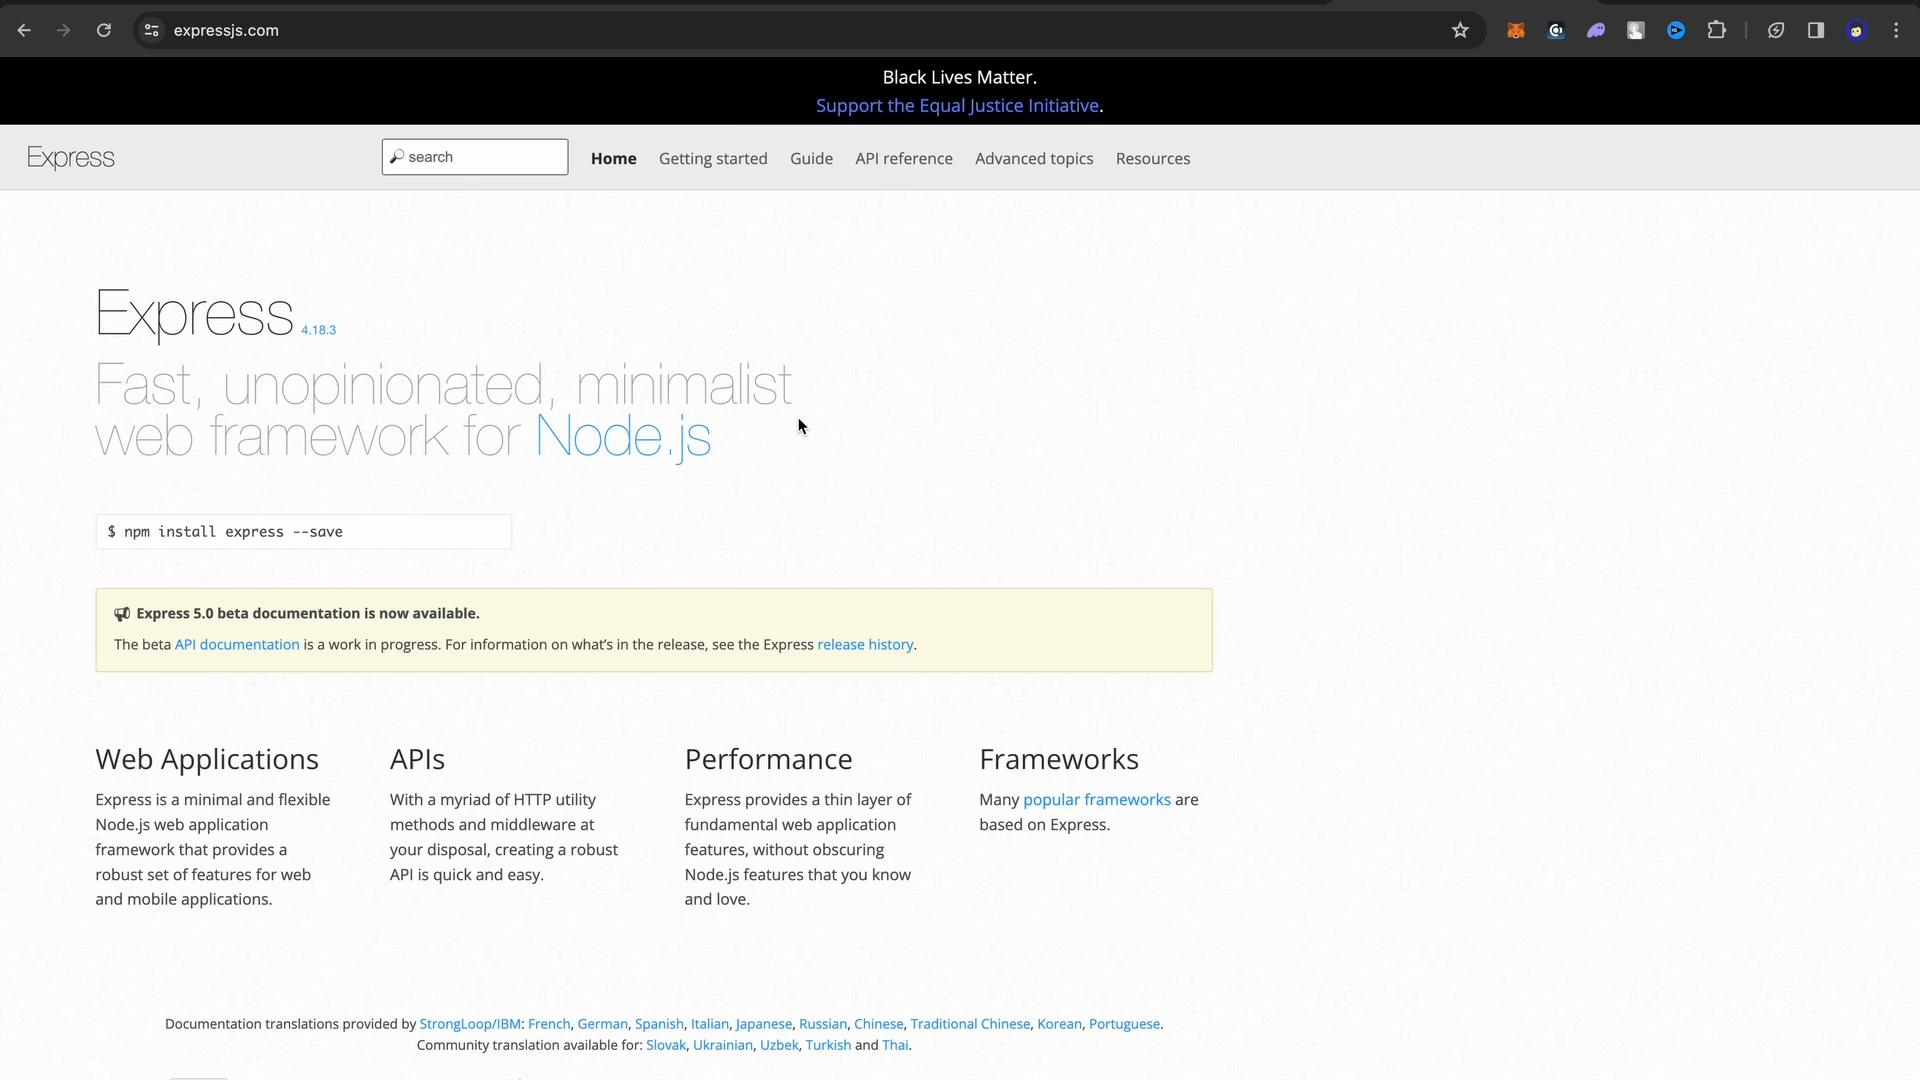 expressjs.com
Black Lives Matter.
Support the Equal Justice Initiative.
Express
search
Home Getting started Guide API reference Advanced topics Resources
Express 4.18.3
Fast, unopinionated, minimalist
web framework for Node.js
$ npm install express --save
Express 5.0 beta documentation is now available.
The beta API documentation is a work in progress. For information on what’s in the release, see the Express release history.
Web Applications
Express is a minimal and flexible
Node.js web application
framework that provides a
robust set of features for web
and mobile applications.
APIs
With a myriad of HTTP utility
methods and middleware at
your disposal, creating a robust
API is quick and easy.
Performance
Express provides a thin layer of
fundamental web application
features, without obscuring
Node.js features that you know
and love.
Frameworks
Many popular frameworks are
based on Express.
Documentation translations provided by StrongLoop/IBM: French, German, Spanish, Italian, Japanese, Russian, Chinese, Traditional Chinese, Korean, Portuguese.
Community translation available for: Slovak, Ukrainian, Uzbek, Turkish and Thai.